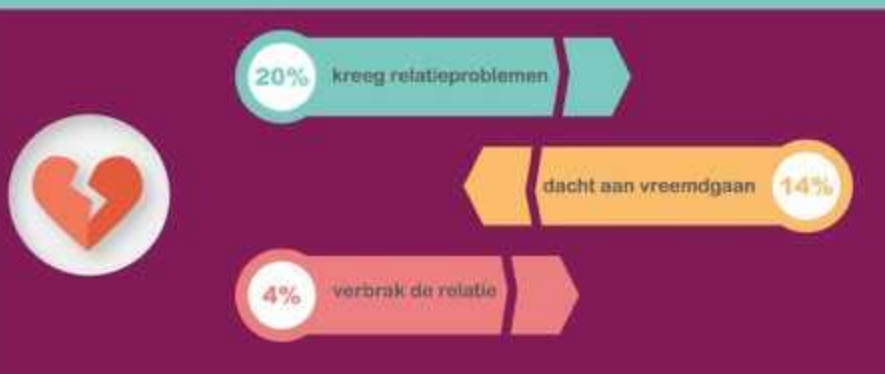 20% kreeg relatieproblemen
dacht aan vreemdgaan 14%
4% verbrak de relatie